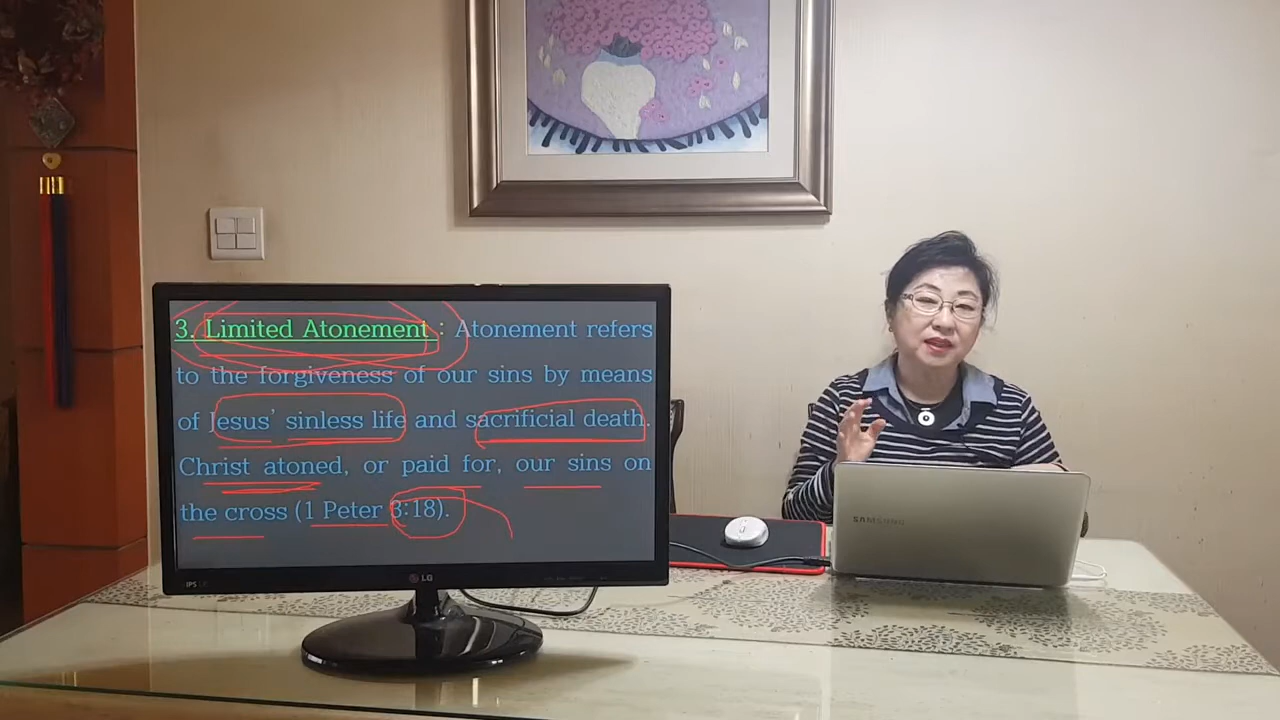 3. Limited Atonement : Atonement refers
to the forgiveness of our sins by means
of Jesus' sinless life and sacrificial death.
Christ atoned, or paid for, our sins on
the cross (1 Peter 3:18).
IPS
LG
SAMSUNG